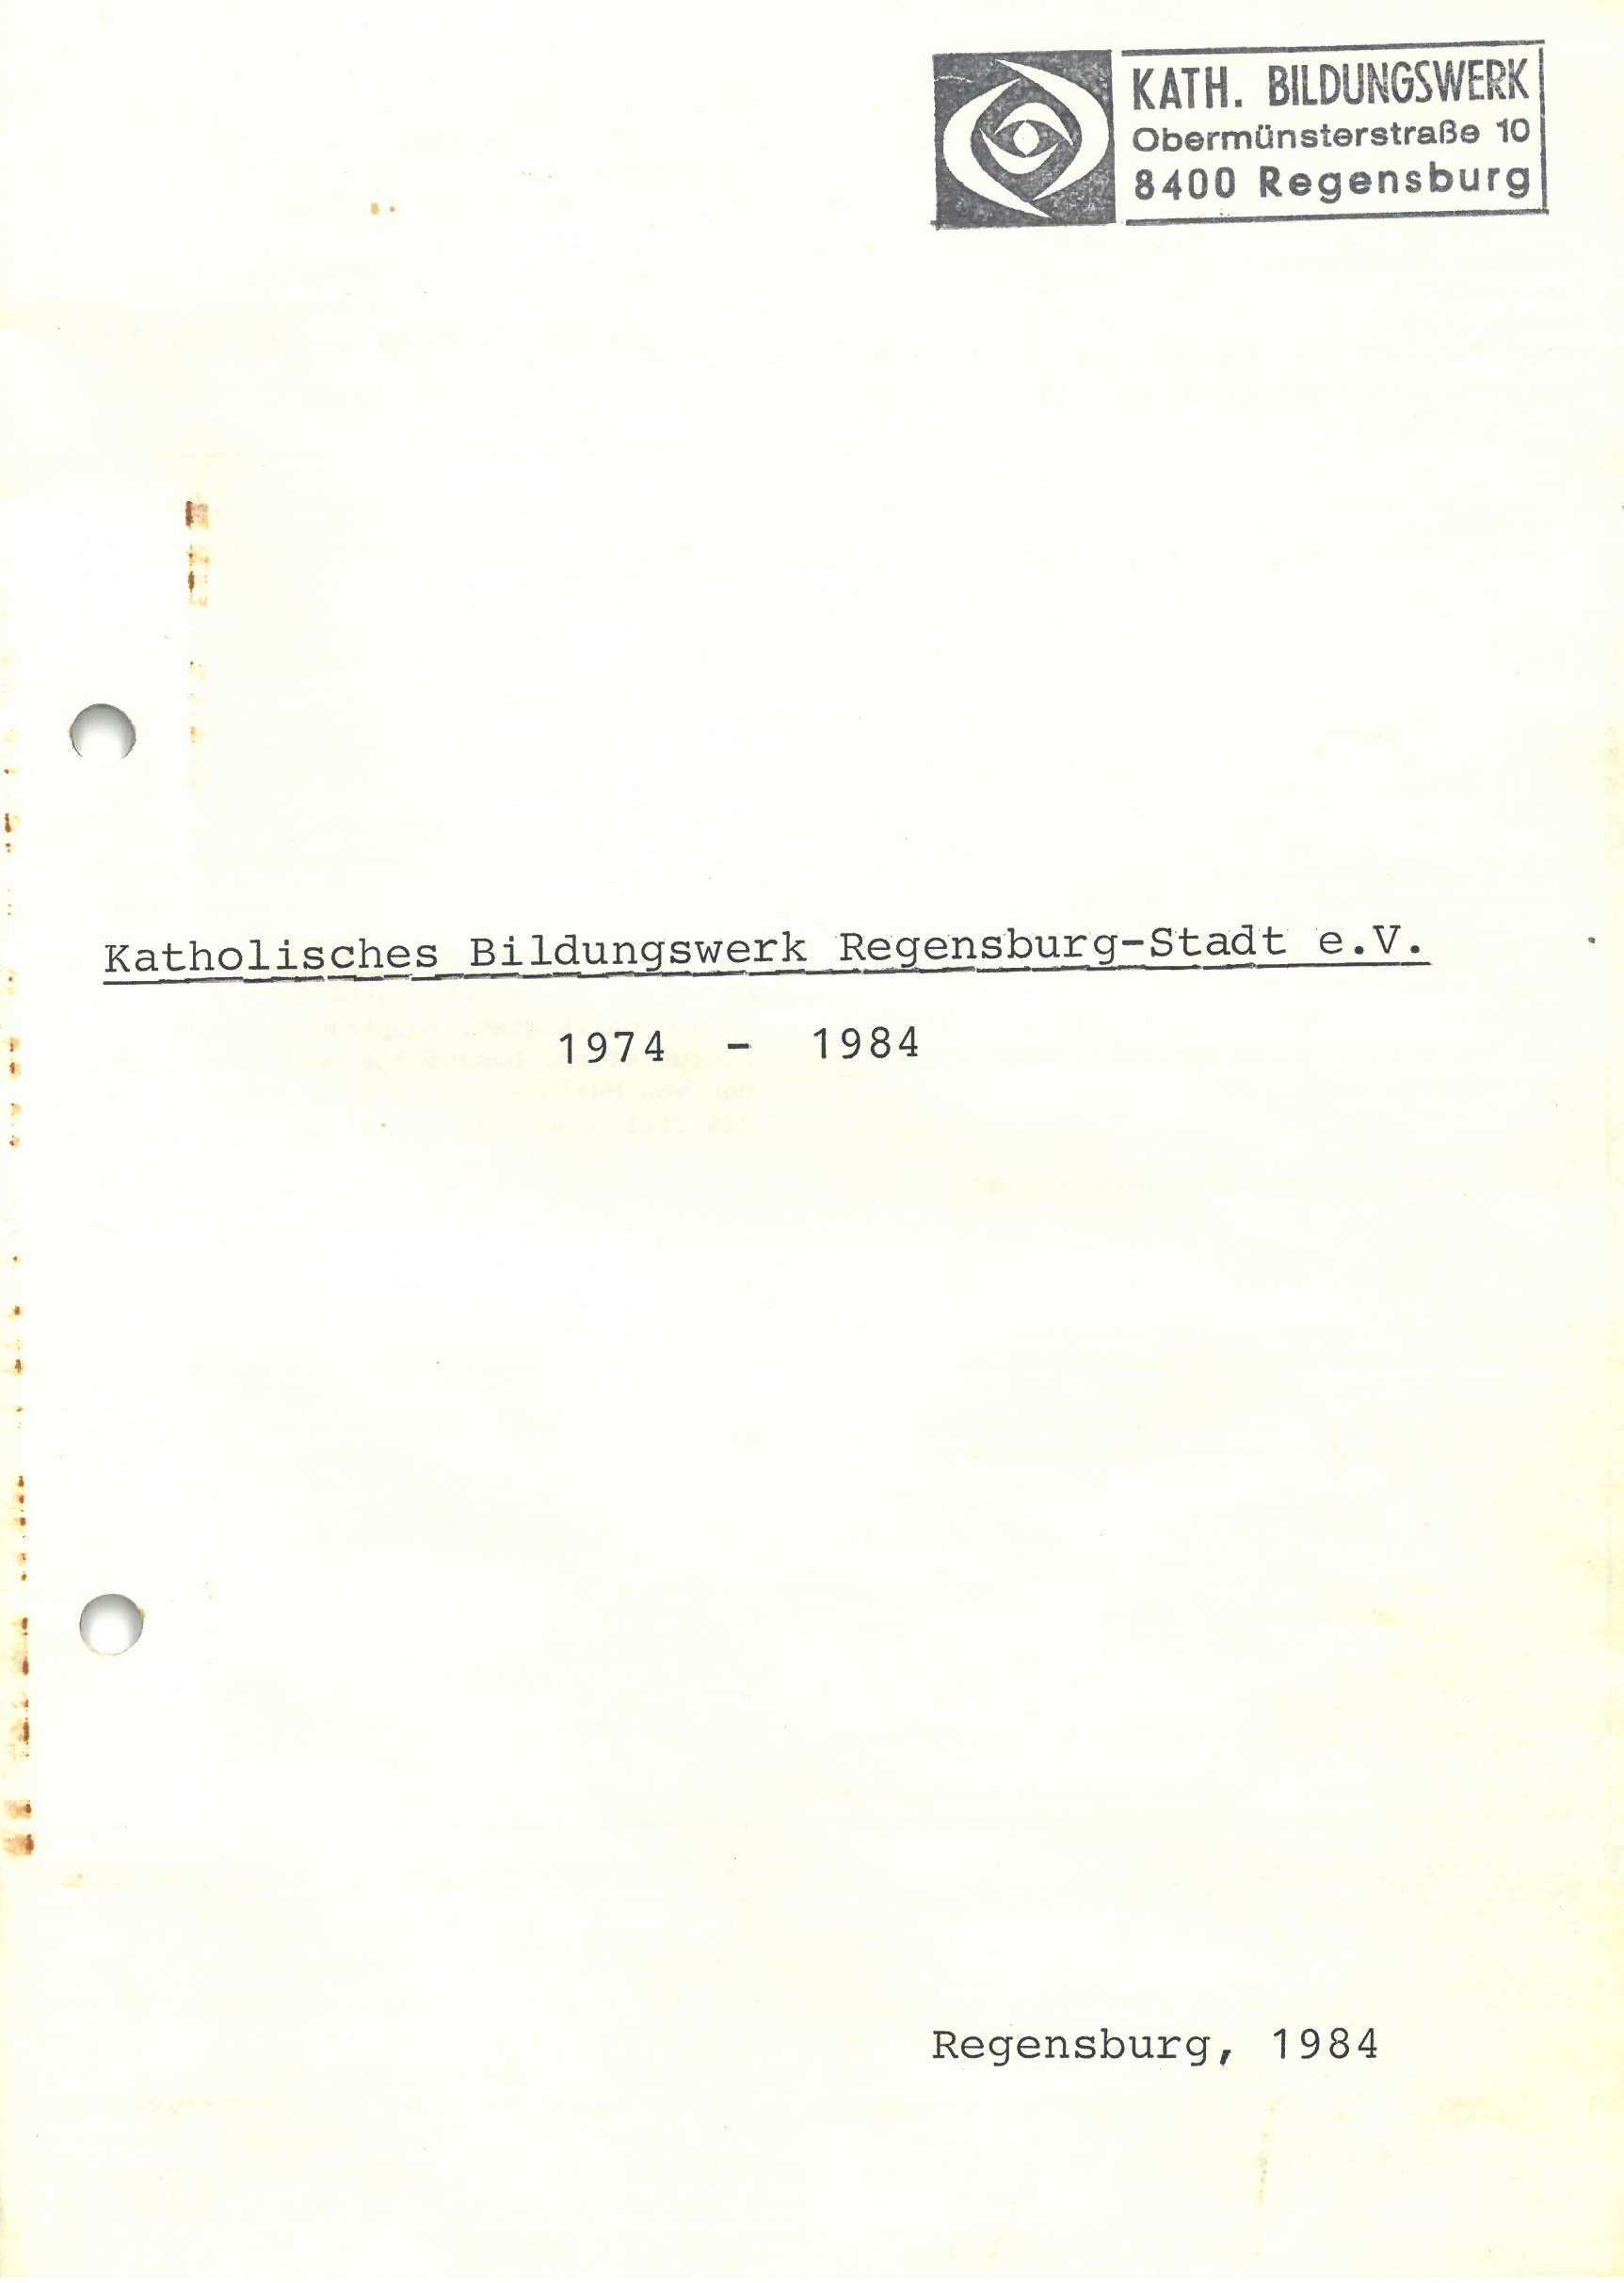 KATH. BILDUNGSWERK
Obermünsterstraße 10
8400 Regensburg
Katholisches Bildungswerk Regensburg-Stadt e.V.
1974 - 1984
Regensburg, 1984